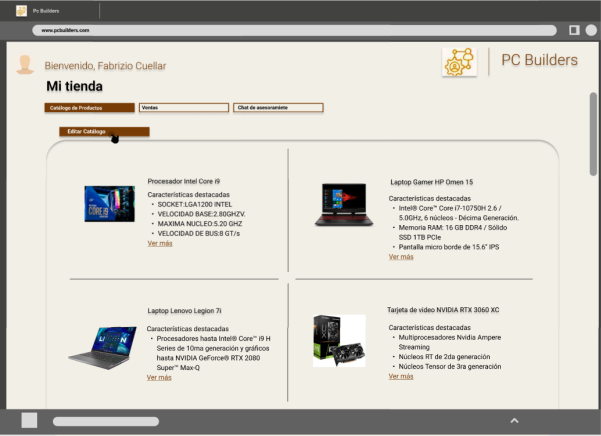 Pc Builders
www.pcbuilders.com
Bienvenido, Fabrizio Cuellar
PC Builders
Mi tienda
Catálogo de Productos
Ventas
Chat de asesoramiento
Editar Catálogo
Procesador Intel Core i9
Características destacadas
• SOCKET:LGA1200 INTEL
• VELOCIDAD BASE:2.80GHZV.
• MAXIMA NUCLEO:5.20 GHZ
• VELOCIDAD DE BUS:8 GT/s
Ver más
CORE i9
Laptop Gamer HP Omen 15
Características destacadas
• Intel® Core™ Core i7-10750H 2.6 /
5.0GHz, 6 núcleos - Décima Generación.
• Memoria RAM: 16 GB DDR4 / Sólido
SSD 1TB PCIe
• Pantalla micro borde de 15.6" IPS
Ver más
Laptop Lenovo Legion 7i
Características destacadas
• Procesadores hasta Intel® Core™ i9 H
Series de 10ma generación y gráficos
hasta NVIDIA GeForce® RTX 2080
Super™ Max-Q
Ver más
Tarjeta de video NVIDIA RTX 3060 XC
Características destacadas
• Multiprocesadores Nvidia Ampere
Streaming
• Núcleos RT de 2da generación
• Núcleos Tensor de 3ra generación
Ver más